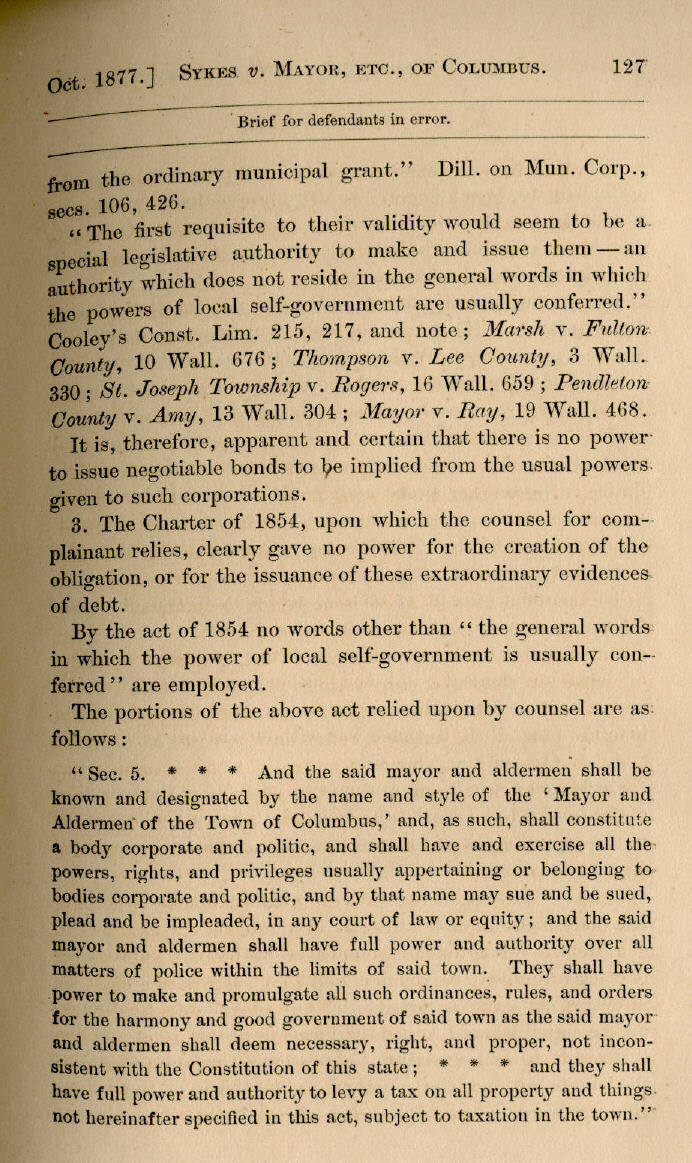 Oct. 1877.] SYKES v. MAYOR, ETC., OF COLUMBUS. 127
Brief for defendants in error.
from the ordinary municipal grant.” Dill. on Mun. Corp.,
secs. 106, 426.
“The first requisite to their validity would seem to be a
special legislative authority to make and issue them — an
authority which does not reside in the general words in which
the powers of local self-government are usually conferred.”
Cooley’s Const. Lim. 215, 217, and note; Marsh v. Fulton
County, 10 Wall. 676; Thompson v. Lee County, 3 Wall.
330; St. Joseph Township v. Rogers, 16 Wall. 659; Pendleton
County v. Amy, 13 Wall. 304; Mayor v. Ray, 19 Wall. 468.
It is, therefore, apparent and certain that there is no power
to issue negotiable bonds to be implied from the usual powers
given to such corporations.
3. The Charter of 1854, upon which the counsel for com-
plainant relies, clearly gave no power for the creation of the
obligation, or for the issuance of these extraordinary evidences
of debt.
By the act of 1854 no words other than “the general words
in which the power of local self-government is usually con-
ferred” are employed.
The portions of the above act relied upon by counsel are as
follows:
“Sec. 5. * * * And the said mayor and aldermen shall be
known and designated by the name and style of the ‘Mayor and
Aldermen of the Town of Columbus,’ and, as such, shall constitute
a body corporate and politic, and shall have and exercise all the
powers, rights, and privileges usually appertaining or belonging to
bodies corporate and politic, and by that name may sue and be sued,
plead and be impleaded, in any court of law or equity; and the said
mayor and aldermen shall have full power and authority over all
matters of police within the limits of said town. They shall have
power to make and promulgate all such ordinances, rules, and orders
for the harmony and good government of said town as the said mayor
and aldermen shall deem necessary, right, and proper, not incon-
sistent with the Constitution of this state; * * * and they shall
have full power and authority to levy a tax on all property and things
not hereinafter specified in this act, subject to taxation in the town.”